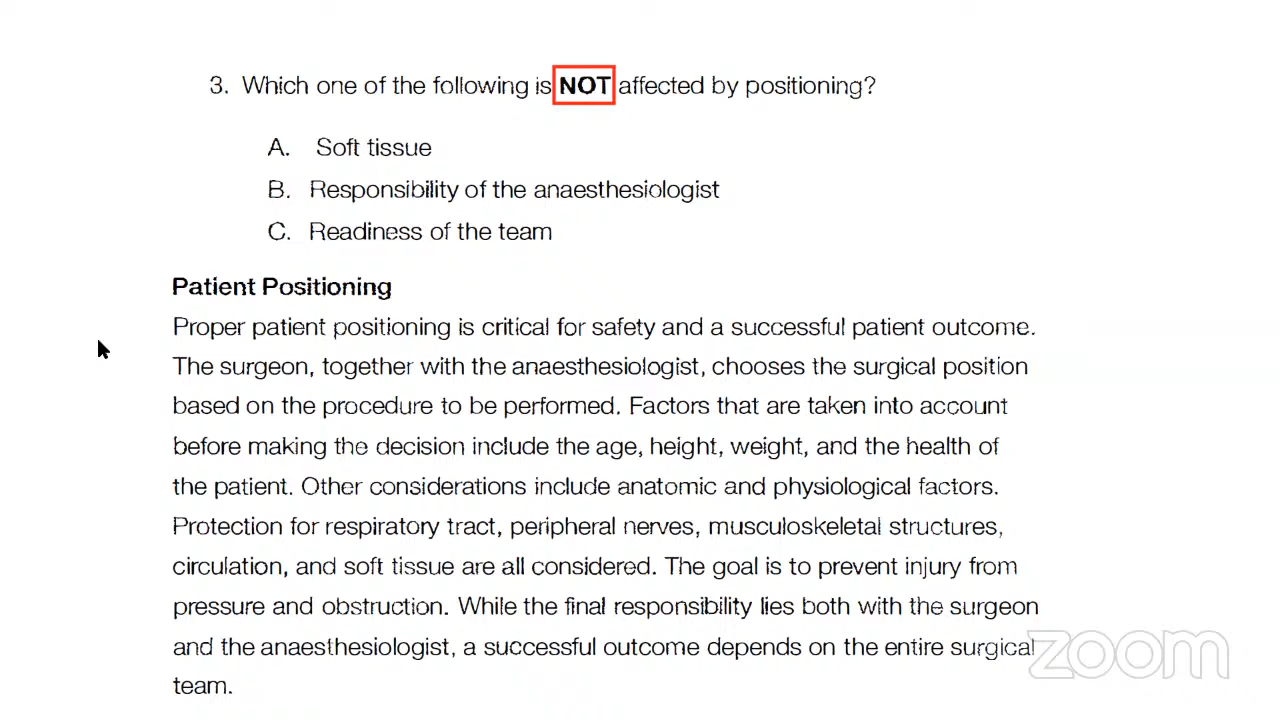 3. Which one of the following is NOT affected by positioning?
A. Soft tissue
B. Responsibility of the anaesthesiologist
C. Readiness of the team
Patient Positioning
Proper patient positioning is critical for safety and a successful patient outcome.
The surgeon, together with the anaesthesiologist, chooses the surgical position
based on the procedure to be performed. Factors that are taken into account
before making the decision include the age, height, weight, and the health of
the patient. Other considerations include anatomic and physiological factors.
Protection for respiratory tract, peripheral nerves, musculoskeletal structures,
circulation, and soft tissue are all considered. The goal is to prevent injury from
pressure and obstruction. While the final responsibility lies both with the surgeon
and the anaesthesiologist, a successful outcome depends on the entire surgical
team.
zoom